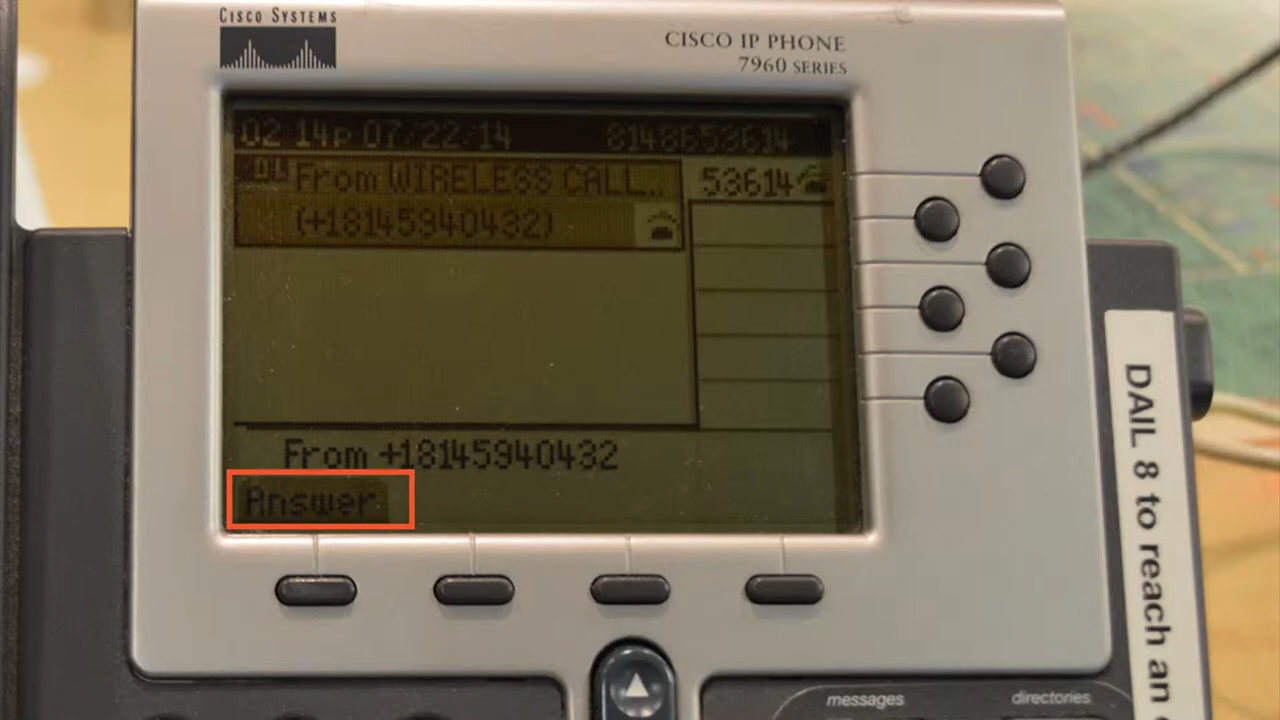 CISCO SYSTEMS
CISCO IP PHONE
7960 SERIES
02 14p 07/22/14 8148653614
From WIRELESS CALL..
53614
(+18145940432)
From +18145940432
Answer
messages
directories
DAIL 8 to reach an